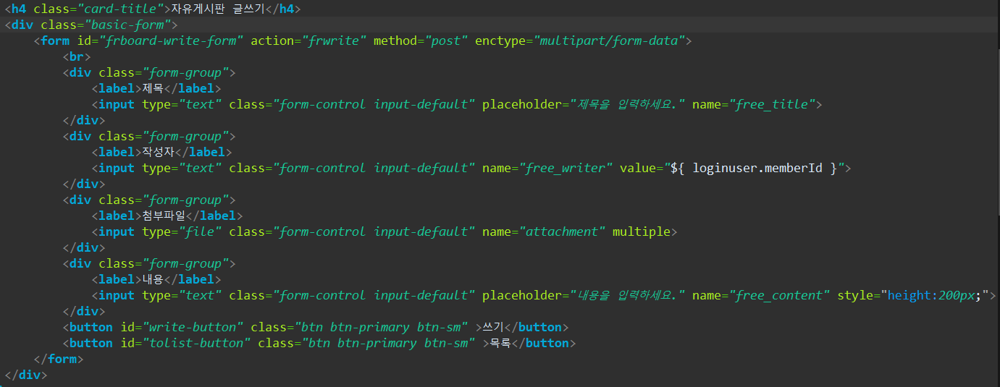 <h4 class="card-title">자유게시판 글쓰기</h4>
<div class="basic-form">
<form id="frboard-write-form" action="frwrite" method="post" enctype="multipart/form-data">
<br>
<div class="form-group">
<label>제목</label>
<input type="text" class="form-control input-default" placeholder="제목을 입력하세요." name="free_title">
</div>
<div class="form-group">
<label>작성자</label>
<input type="text" class="form-control input-default" name="free_writer" value="${ loginuser.memberId }">
</div>
<div class="form-group">
<label>첨부파일</label>
<input type="file" class="form-control input-default" name="attachment" multiple>
</div>
<div class="form-group">
<label>내용</label>
<input type="text" class="form-control input-default" placeholder="내용을 입력하세요." name="free_content" style="height:200px;">
</div>
<button id="write-button" class="btn btn-primary btn-sm" >쓰기</button>
<button id="tolist-button" class="btn btn-primary btn-sm" >목록</button>
</form>
</div>